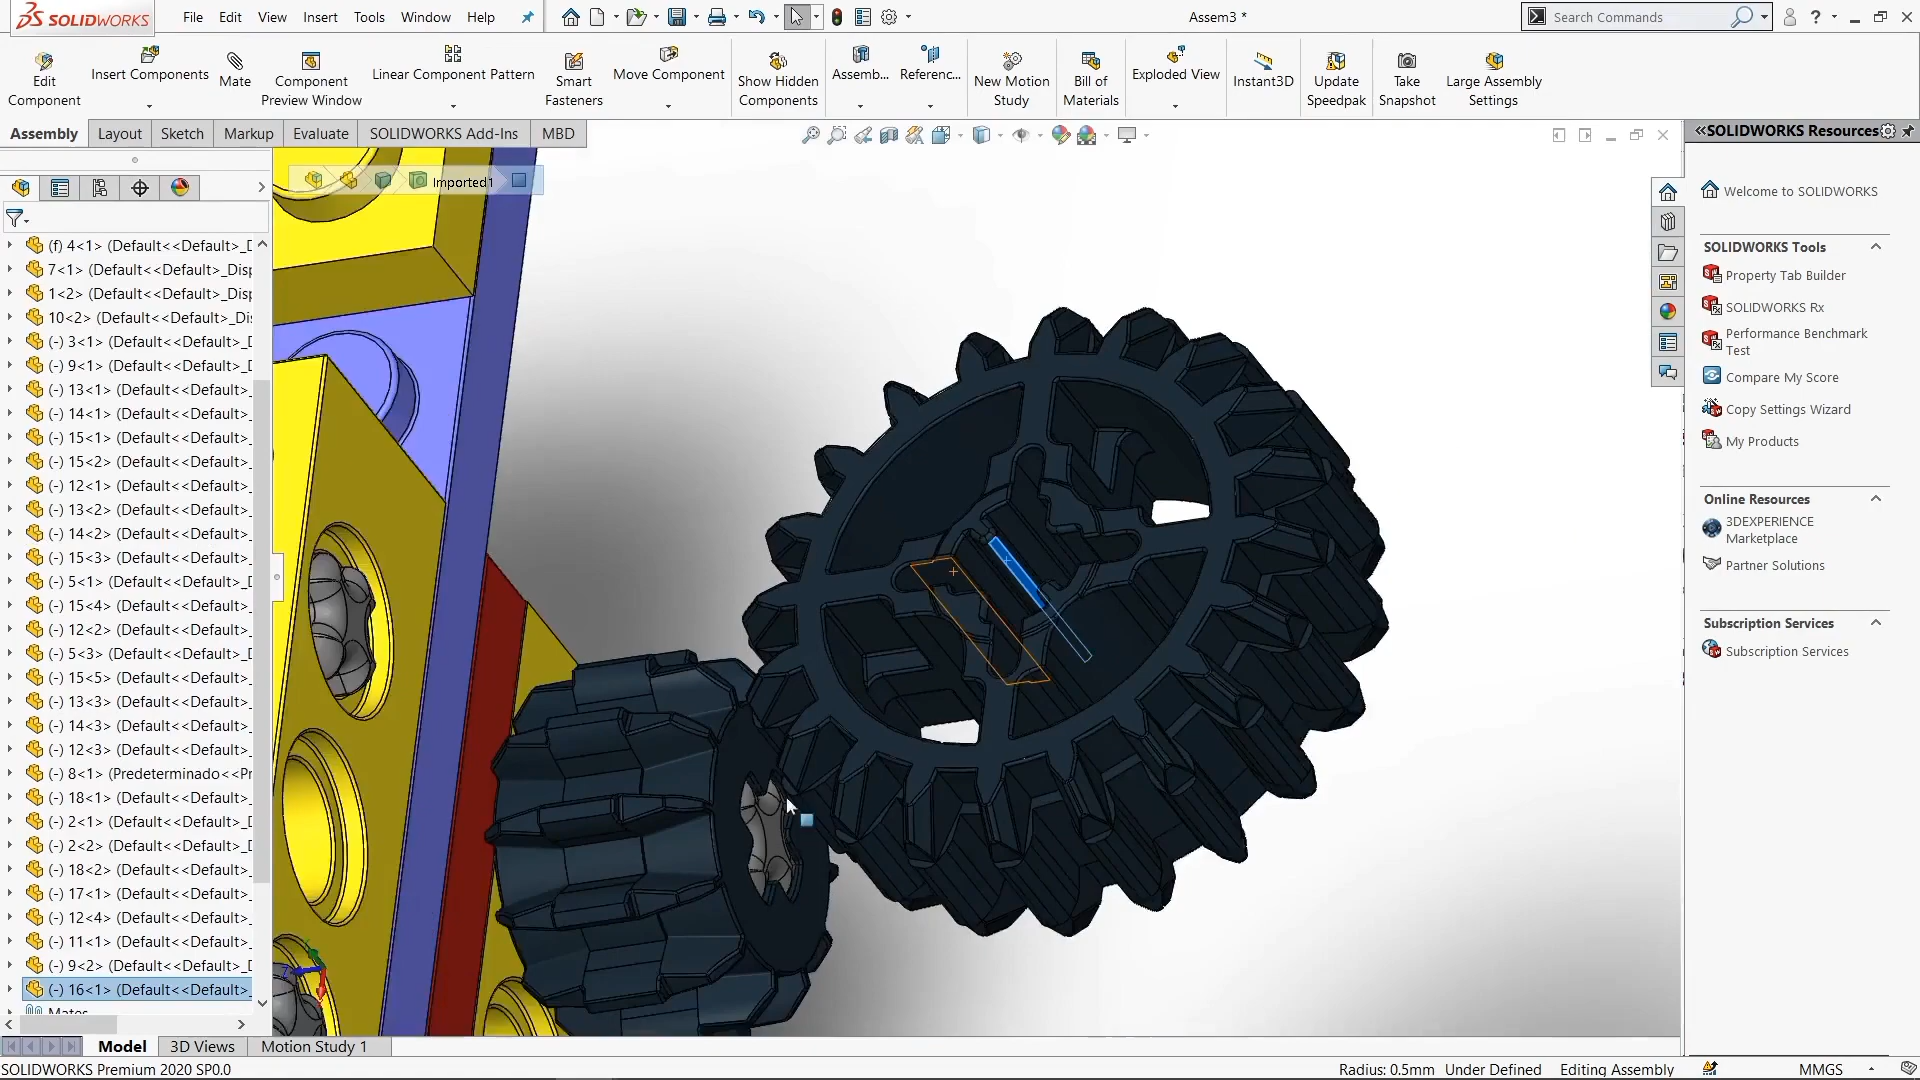 SOLIDWORKS File Edit View Insert Tools Window Help Assem3 * Search Commands
Edit Component
Insert Components
Mate
Component Preview Window
Linear Component Pattern
Smart Fasteners
Move Component
Show Hidden Components
Assemb...
Referenc...
New Motion Study
Bill of Materials
Exploded View
Instant3D
Update Speedpak
Take Snapshot
Large Assembly Settings
Assembly Layout Sketch Markup Evaluate SOLIDWORKS Add-Ins MBD
Imported1
(f) 4<1> (Default<<Default>_D
7<1> (Default<<Default>_Disp
1<2> (Default<<Default>_Disp
10<2> (Default<<Default>_Dis
(-) 3<1> (Default<<Default>_D
(-) 9<1> (Default<<Default>_D
(-) 13<1> (Default<<Default>_
(-) 14<1> (Default<<Default>_
(-) 15<1> (Default<<Default>_
(-) 15<2> (Default<<Default>_
(-) 12<1> (Default<<Default>_
(-) 13<2> (Default<<Default>_
(-) 14<2> (Default<<Default>_
(-) 15<3> (Default<<Default>_
(-) 5<1> (Default<<Default>_D
(-) 15<4> (Default<<Default>_
(-) 12<2> (Default<<Default>_
(-) 5<3> (Default<<Default>_D
(-) 15<5> (Default<<Default>_
(-) 13<3> (Default<<Default>_
(-) 14<3> (Default<<Default>_
(-) 12<3> (Default<<Default>_
(-) 8<1> (Predeterminado<<Pr
(-) 18<1> (Default<<Default>_
(-) 2<1> (Default<<Default>_D
(-) 2<2> (Default<<Default>_D
(-) 18<2> (Default<<Default>_
(-) 17<1> (Default<<Default>_
(-) 12<4> (Default<<Default>_
(-) 11<1> (Default<<Default>_
(-) 9<2> (Default<<Default>_D
(-) 16<1> (Default<<Default>_
Mates
SOLIDWORKS Resources
Welcome to SOLIDWORKS
SOLIDWORKS Tools
Property Tab Builder
SOLIDWORKS Rx
Performance Benchmark
Test
Compare My Score
Copy Settings Wizard
My Products
Online Resources
3DEXPERIENCE
Marketplace
Partner Solutions
Subscription Services
Subscription Services
Model 3D Views Motion Study 1
SOLIDWORKS Premium 2020 SP0.0 Radius: 0.5mm Under Defined Editing Assembly MMGS